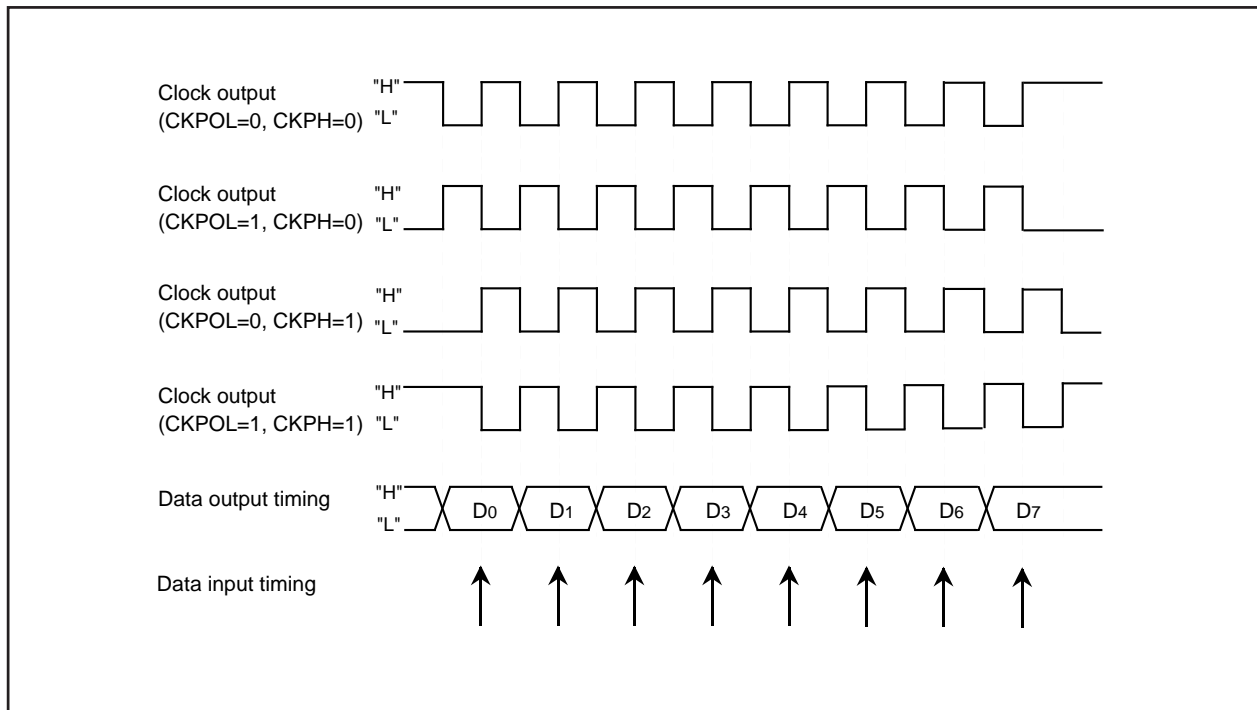 Clock output
(CKPOL=0, CKPH=0)
"H"
"L"
Clock output
(CKPOL=1, CKPH=0)
"H"
"L"
Clock output
(CKPOL=0, CKPH=1)
"H"
"L"
Clock output
(CKPOL=1, CKPH=1)
"H"
"L"
Data output timing
"H"
"L"
D0 D1 D2 D3 D4 D5 D6 D7
Data input timing